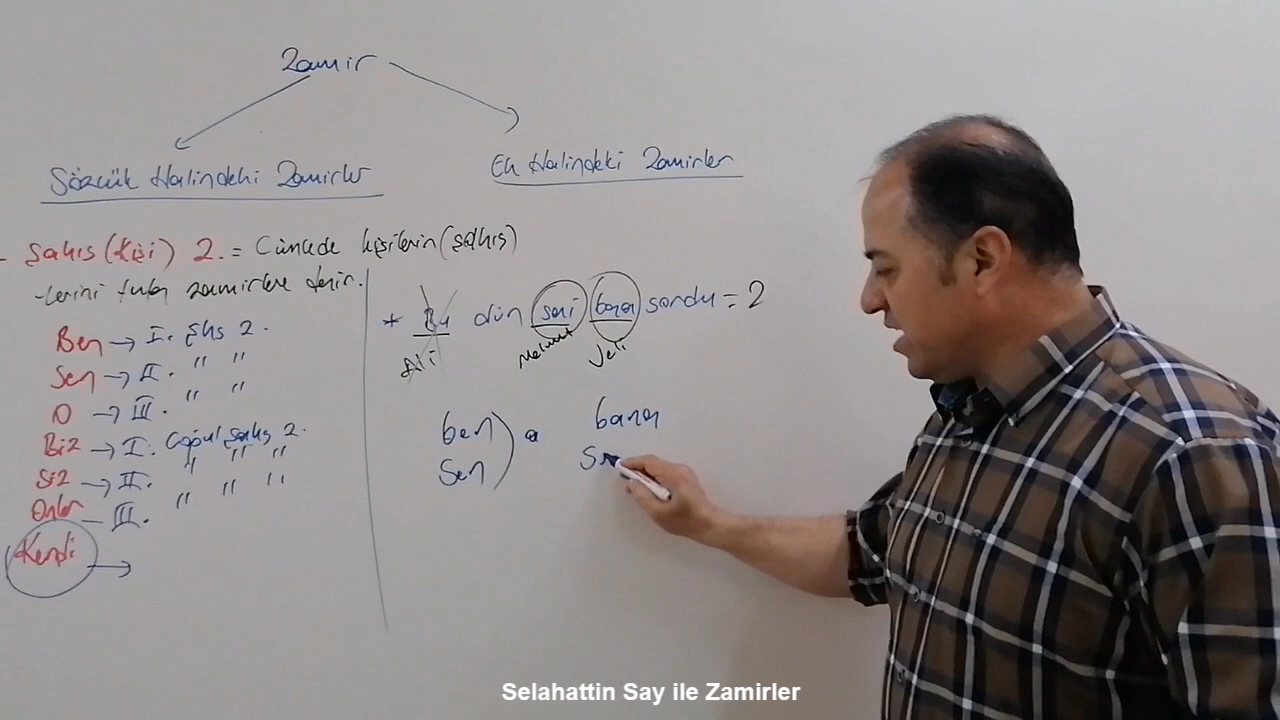 Zamir
Sözcük Halindeki Zamirler
Ek Halindeki Zamirler
- Şahıs (Kişi) Z. = Cümlede kişilerin (şahıs)
-lerini tutan zamirlere denir.
Ben → I. Şhs Z.
Sen → II. " "
O → III. " "
Biz → I. Çoğul şahıs Z.
Siz → II. " " "
Onlar → III. " " "
Kendi →
* dün seni bana sordu = 2
Ali Mehmet Veli
ben ) a bana
sen
Selahattin Say ile Zamirler